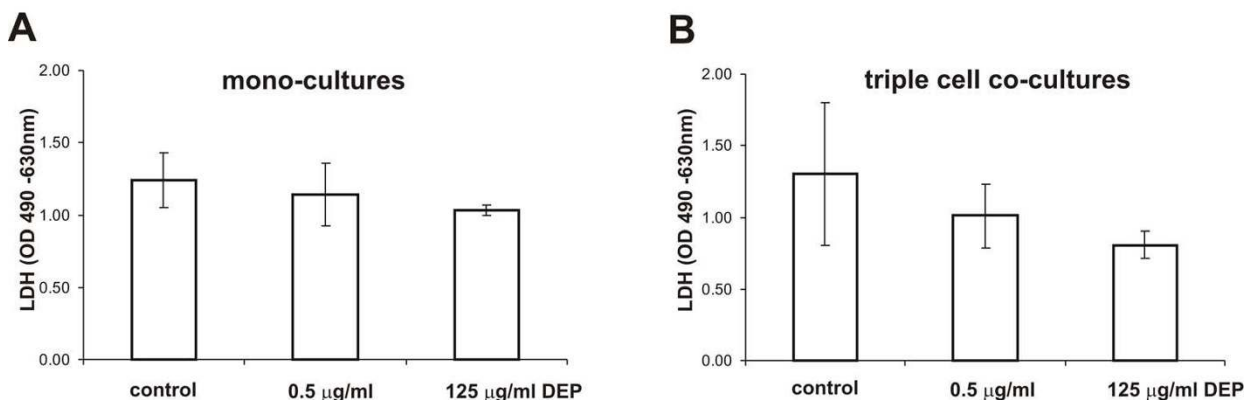 A
mono-cultures
LDH (OD 490 -630nm)
2.00
1.50
1.00
0.50
0.00
control
0.5 μg/ml
125 μg/ml DEP
B
triple cell co-cultures
LDH (OD 490 -630nm)
2.00
1.50
1.00
0.50
0.00
control
0.5 μg/ml
125 μg/ml DEP